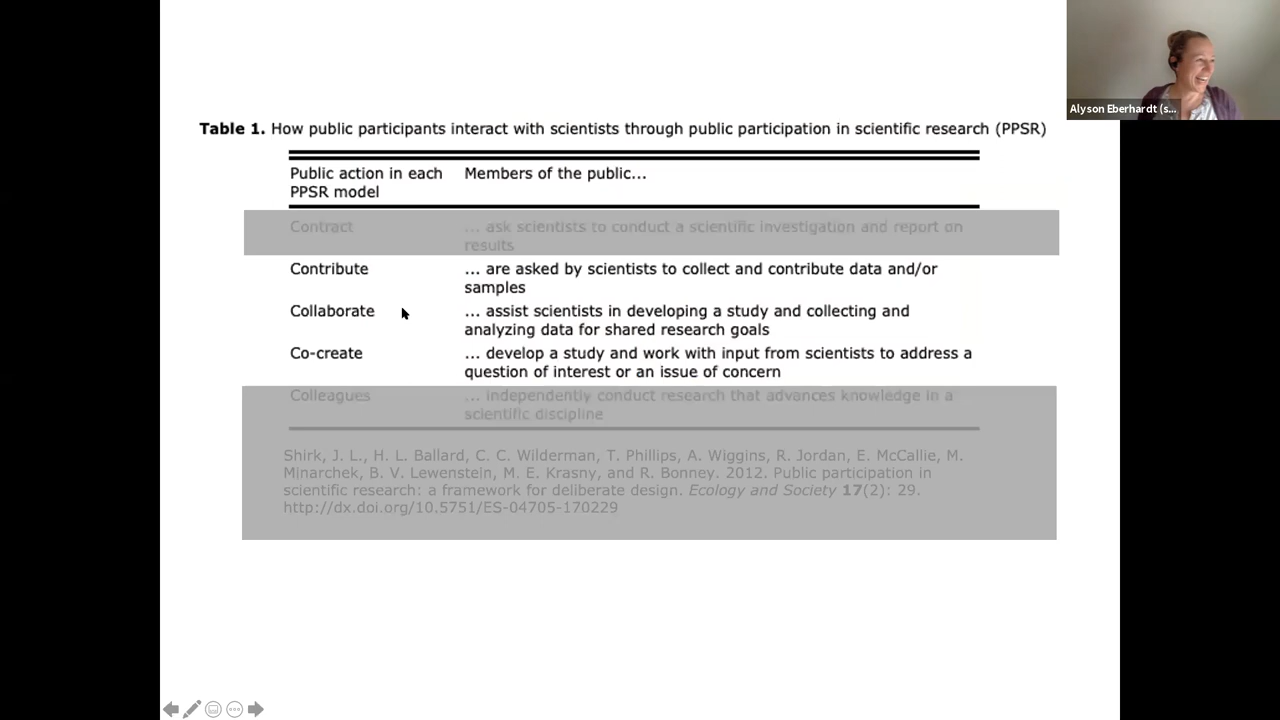 Alyson Eberhardt (s...
Table 1. How public participants interact with scientists through public participation in scientific research (PPSR)
Public action in each Members of the public...
PPSR model
Contract ... ask scientists to conduct a scientific investigation and report on
results
Contribute ... are asked by scientists to collect and contribute data and/or
samples
Collaborate ... assist scientists in developing a study and collecting and
analyzing data for shared research goals
Co-create ... develop a study and work with input from scientists to address a
question of interest or an issue of concern
Colleagues ... independently conduct research that advances knowledge in a
scientific discipline
Shirk, J. L., H. L. Ballard, C. C. Wilderman, T. Phillips, A. Wiggins, R. Jordan, E. McCallie, M.
Minarchek, B. V. Lewenstein, M. E. Krasny, and R. Bonney. 2012. Public participation in
scientific research: a framework for deliberate design. Ecology and Society 17(2): 29.
http://dx.doi.org/10.5751/ES-04705-170229